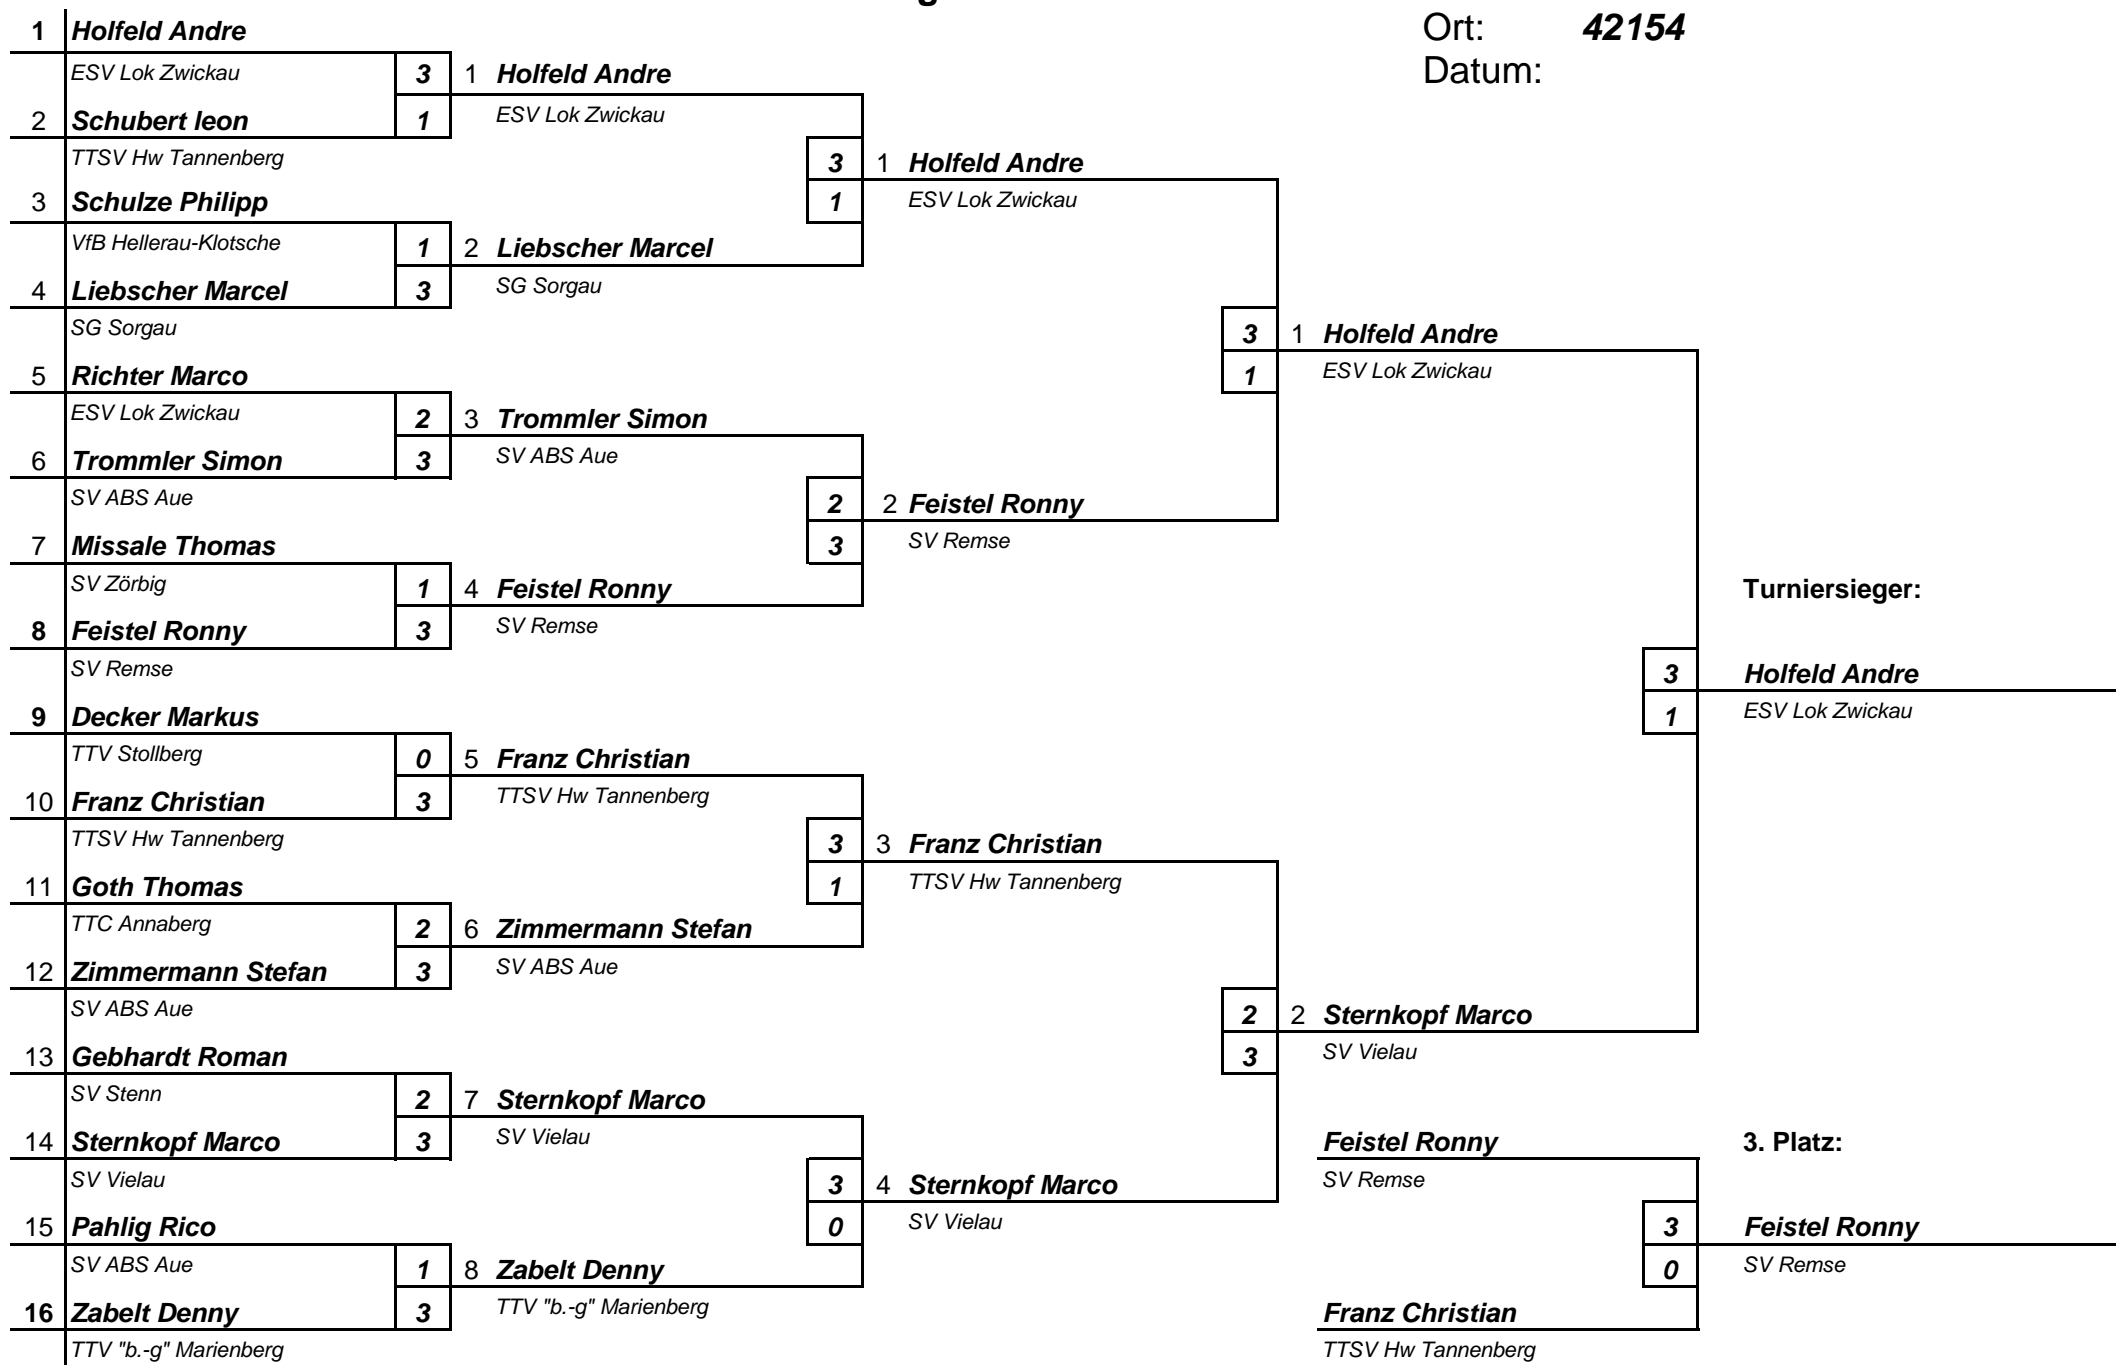 g
Ort: 42154
Datum:
1 Holfeld Andre
ESV Lok Zwickau 3
2 Schubert leon 1
TTSV Hw Tannenberg
3 Schulze Philipp
VfB Hellerau-Klotsche 1
4 Liebscher Marcel 3
SG Sorgau
5 Richter Marco
ESV Lok Zwickau 2
6 Trommler Simon 3
SV ABS Aue
7 Missale Thomas
SV Zörbig 1
8 Feistel Ronny 3
SV Remse
9 Decker Markus
TTV Stollberg 0
10 Franz Christian 3
TTSV Hw Tannenberg
11 Goth Thomas
TTC Annaberg 2
12 Zimmermann Stefan 3
SV ABS Aue
13 Gebhardt Roman
SV Stenn 2
14 Sternkopf Marco 3
SV Vielau
15 Pahlig Rico
SV ABS Aue 1
16 Zabelt Denny 3
TTV "b.-g" Marienberg
1 Holfeld Andre
ESV Lok Zwickau
3
1
2 Liebscher Marcel
SG Sorgau
3 Trommler Simon
SV ABS Aue
2
3
4 Feistel Ronny
SV Remse
5 Franz Christian
TTSV Hw Tannenberg
3
1
6 Zimmermann Stefan
SV ABS Aue
7 Sternkopf Marco
SV Vielau
3
0
8 Zabelt Denny
TTV "b.-g" Marienberg
1 Holfeld Andre
ESV Lok Zwickau
3
1
2 Feistel Ronny
SV Remse
3 Franz Christian
TTSV Hw Tannenberg
2
3
4 Sternkopf Marco
SV Vielau
1 Holfeld Andre
ESV Lok Zwickau
3
1
2 Sternkopf Marco
SV Vielau
Turniersieger:
Holfeld Andre
ESV Lok Zwickau
Feistel Ronny
SV Remse
3
0
Franz Christian
TTSV Hw Tannenberg
3. Platz:
Feistel Ronny
SV Remse